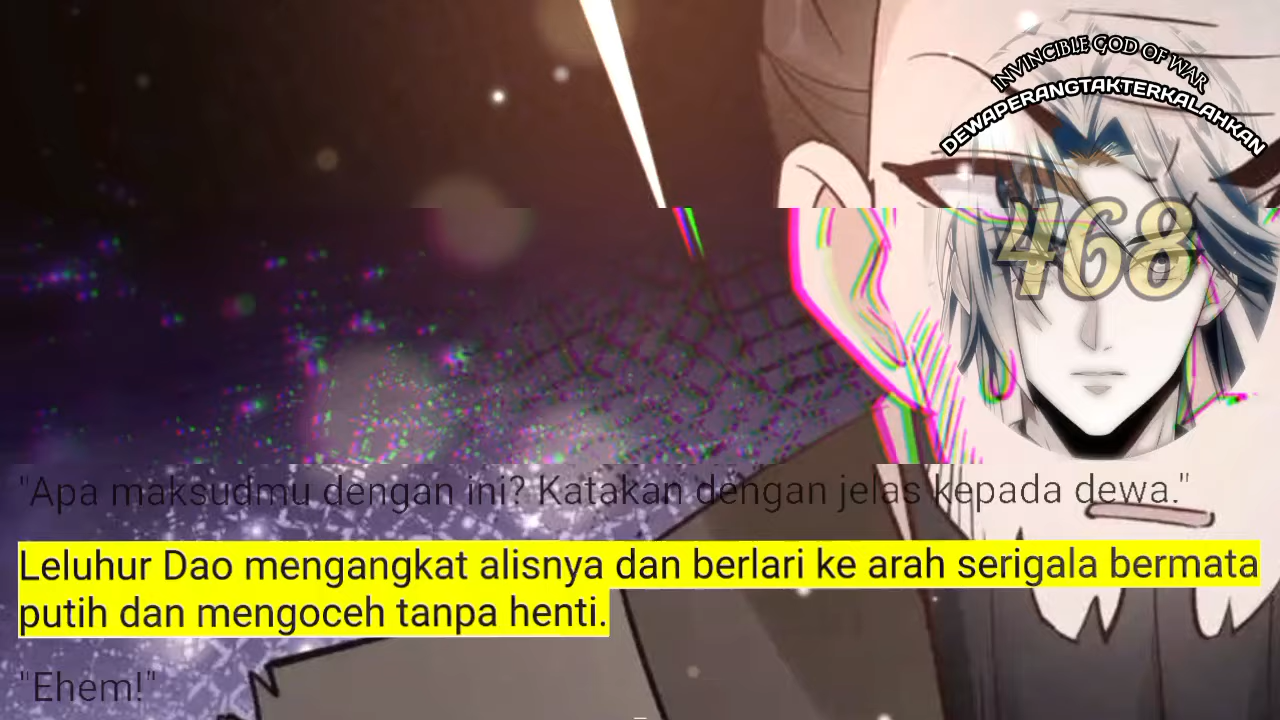 INVINCIBLE GOD OF WAR
DEWAPERANGTAKTERKALAHKAN
468
"Apa maksudmu dengan ini? Katakan dengan jelas kepada dewa."
Leluhur Dao mengangkat alisnya dan berlari ke arah serigala bermata
putih dan mengoceh tanpa henti.
"Ehem!"